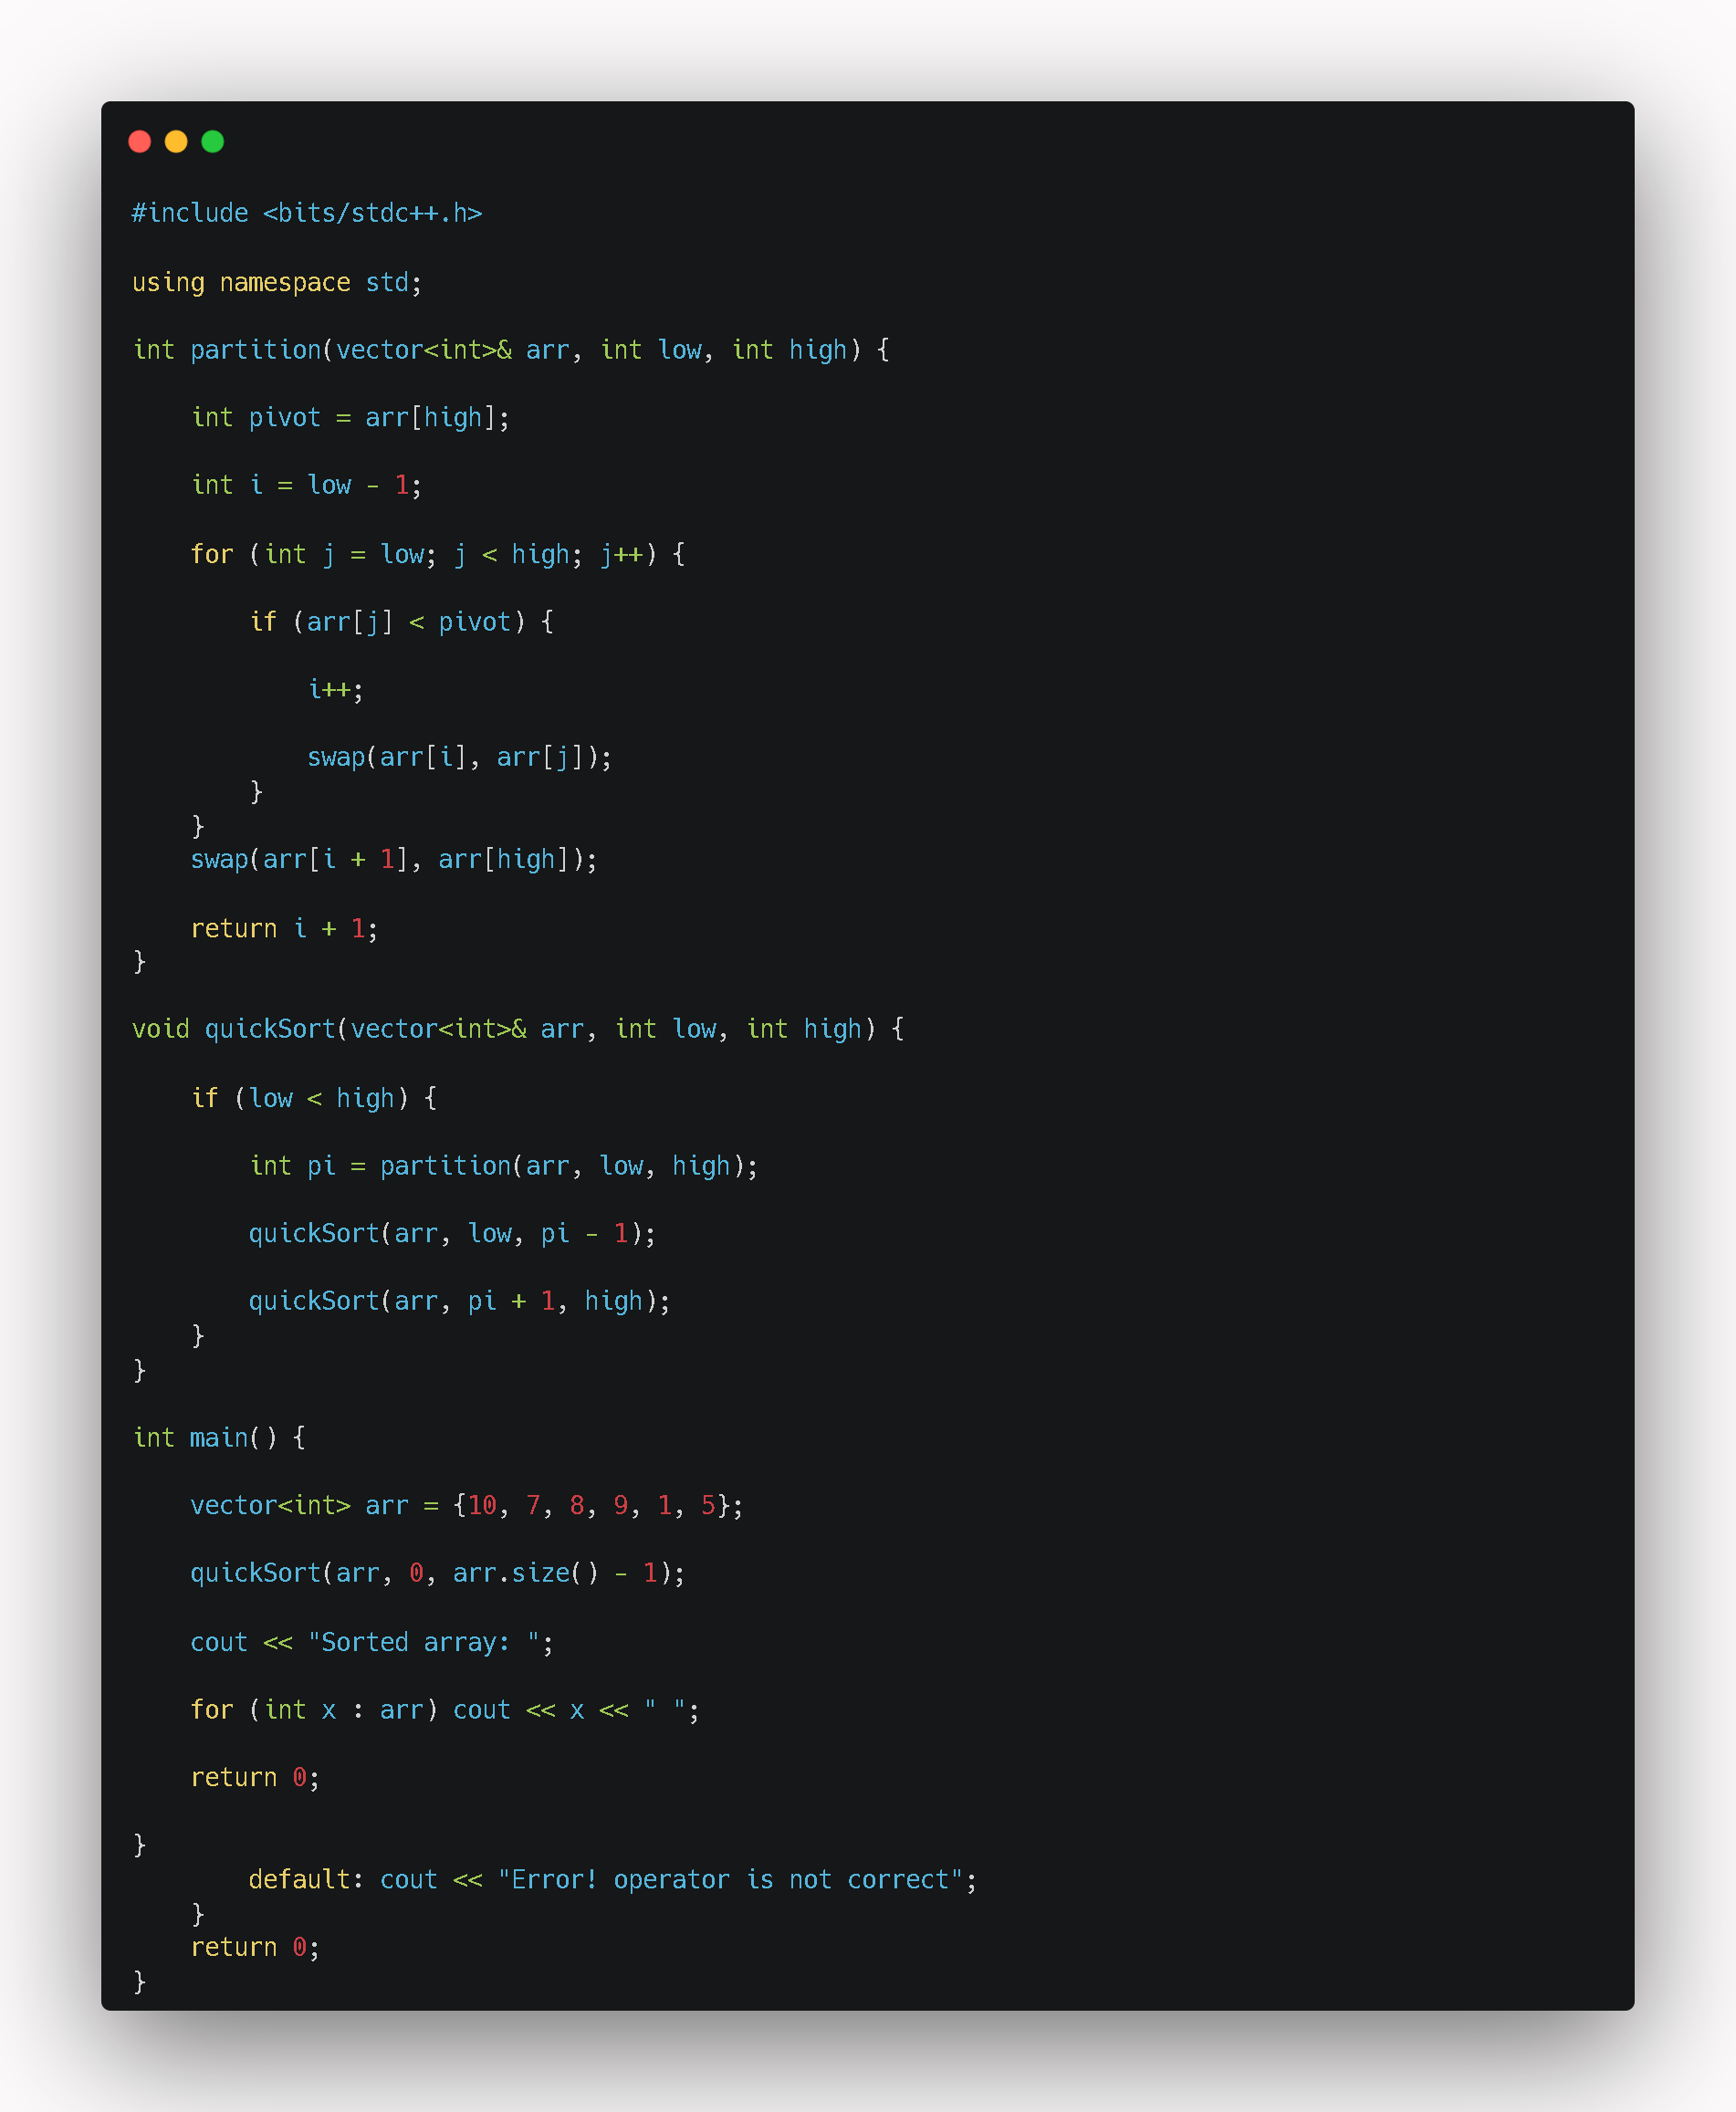 #include <bits/stdc++.h>
using namespace std;
int partition(vector<int>& arr, int low, int high) {
    int pivot = arr[high];
    int i = low - 1;
    for (int j = low; j < high; j++) {
        if (arr[j] < pivot) {
            i++;
            swap(arr[i], arr[j]);
        }
    }
    swap(arr[i + 1], arr[high]);
    return i + 1;
}
void quickSort(vector<int>& arr, int low, int high) {
    if (low < high) {
        int pi = partition(arr, low, high);
        quickSort(arr, low, pi - 1);
        quickSort(arr, pi + 1, high);
    }
}
int main() {
    vector<int> arr = {10, 7, 8, 9, 1, 5};
    quickSort(arr, 0, arr.size() - 1);
    cout << "Sorted array: ";
    for (int x : arr) cout << x << " ";
    return 0;
}
        default: cout << "Error! operator is not correct";
    }
    return 0;
}